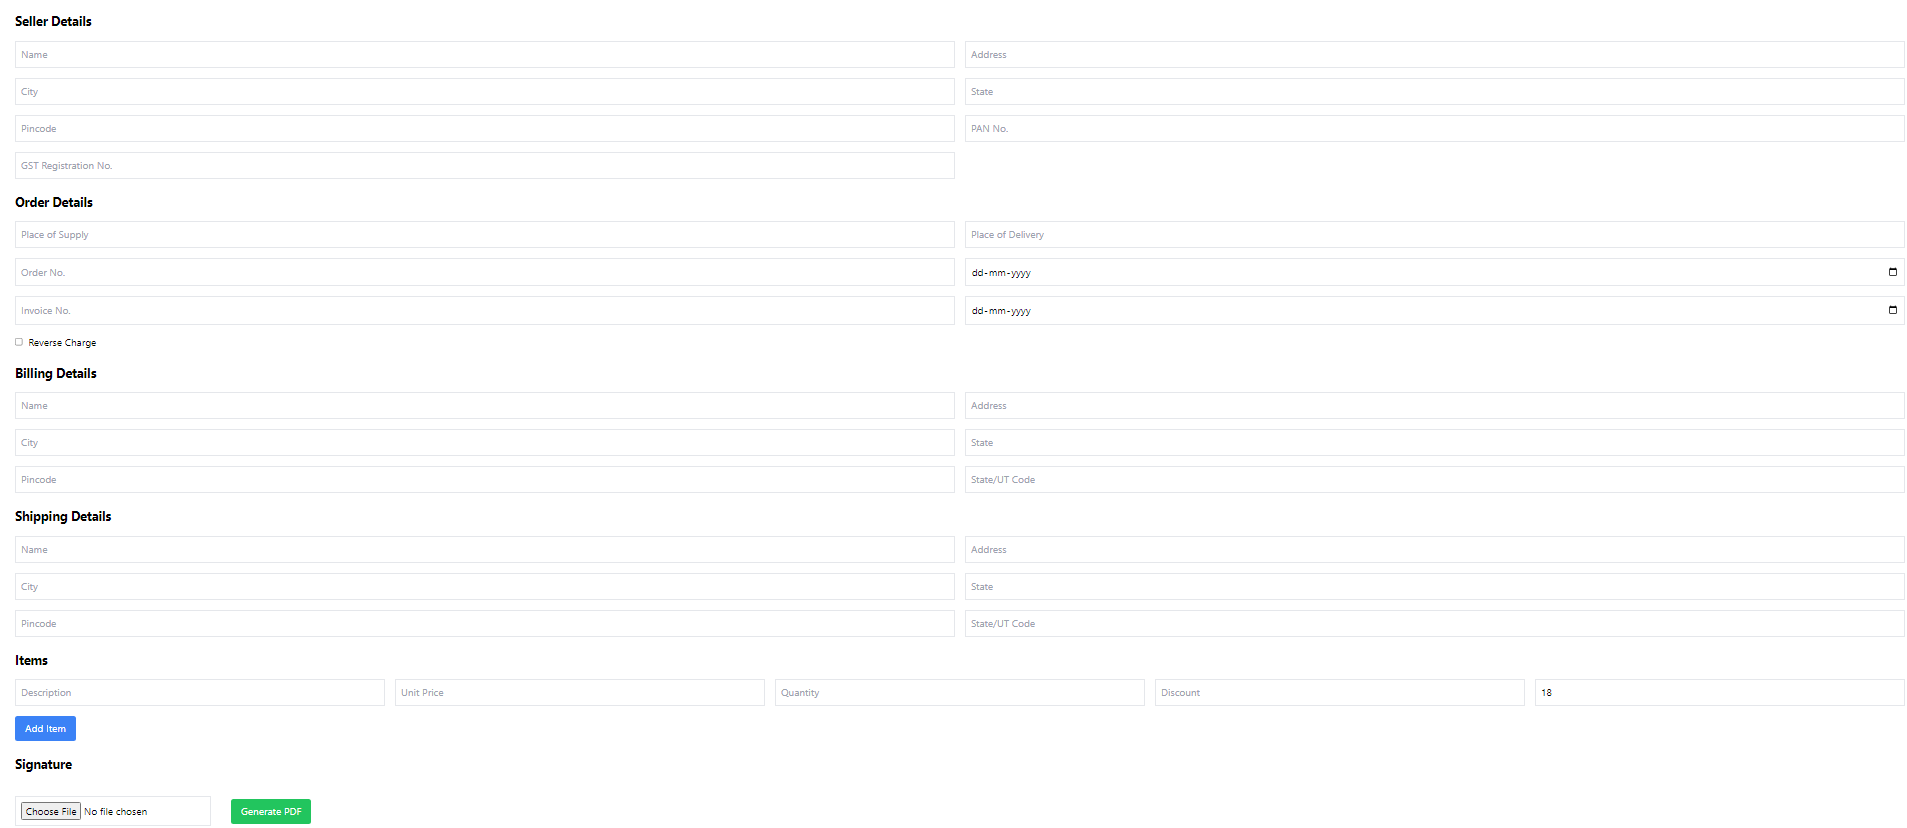 Seller Details
Name Address
City State
Pincode PAN No.
GST Registration No.
Order Details
Place of Supply Place of Delivery
Order No. dd-mm-yyyy
Invoice No. dd-mm-yyyy
Reverse Charge
Billing Details
Name Address
City State
Pincode State/UT Code
Shipping Details
Name Address
City State
Pincode State/UT Code
Items
Description Unit Price Quantity Discount 18
Add Item
Signature
Choose File No file chosen Generate PDF